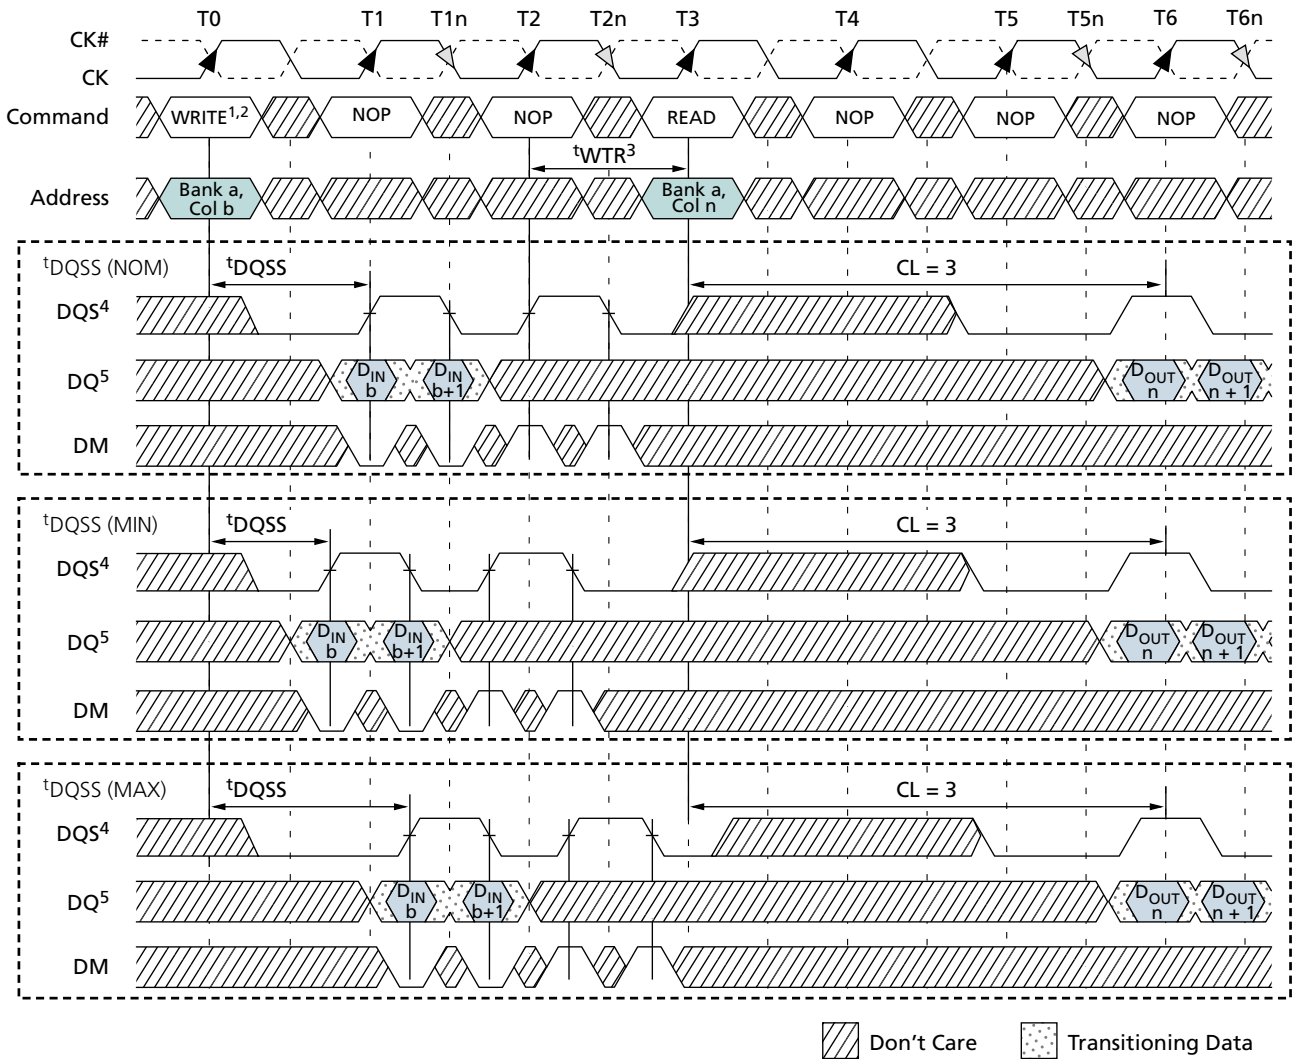 T0 T1 T1n T2 T2n T3 T4 T5 T5n T6 T6n
CK#
CK
Command WRITE1,2 NOP NOP READ NOP NOP NOP
tWTR3
Address Bank a, Col b Bank a, Col n
tDQSS (NOM) tDQSS CL = 3
DQS4
DQ5 DIN b DIN b+1 DOUT n DOUT n + 1
DM
tDQSS (MIN) tDQSS CL = 3
DQS4
DQ5 DIN b DIN b+1 DOUT n DOUT n + 1
DM
tDQSS (MAX) tDQSS CL = 3
DQS4
DQ5 DIN b DIN b+1 DOUT n DOUT n + 1
DM
Don't Care Transitioning Data